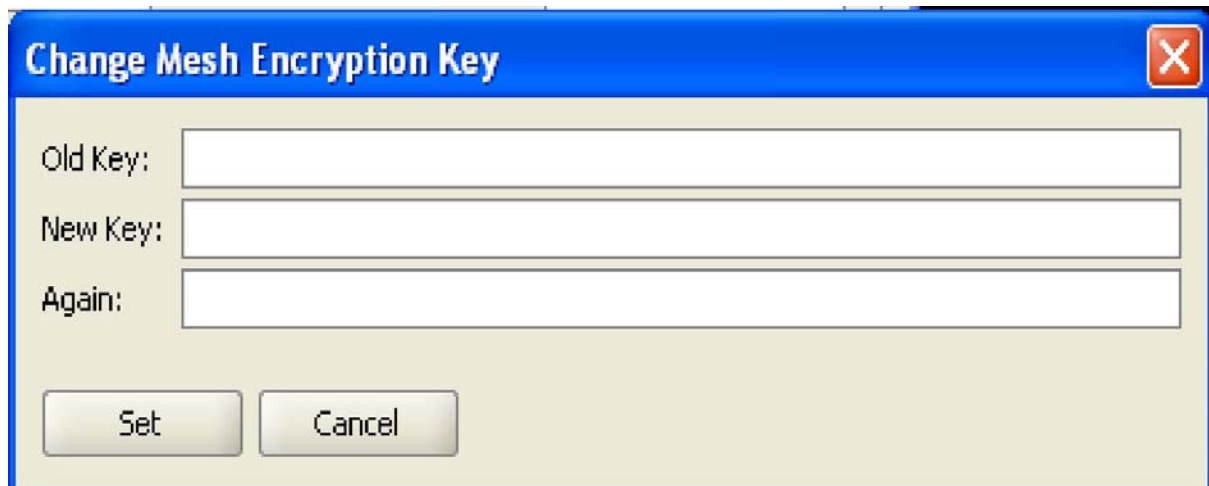 Change Mesh Encryption Key
Old Key:
New Key:
Again:
Set Cancel